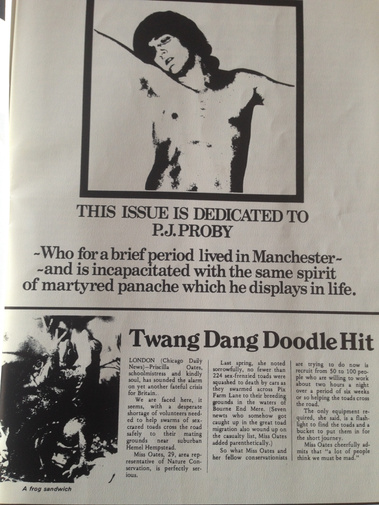 THIS ISSUE IS DEDICATED TO
P.J. PROBY
~Who for a brief period lived in Manchester~
~and is incapacitated with the same spirit
of martyred panache which he displays in life.
Twang Dang Doodle Hit
LONDON (Chicago Daily
News)—Priscilla Oates,
schoolmistress and kindly
soul, has sounded the alarm
on yet another fateful crisis
for Britain.
We are faced here, it
seems, with a desperate
shortage of volunteers need-
ed to help swarms of sex-
crazed toads cross the road
safely to their mating
grounds near suburban
Hemel Hempstead.
Miss Oates, 29, area rep-
resentative of Nature Con-
servation, is perfectly ser-
ious.
Last spring, she noted
sorrowfully, no fewer than
224 sex-frenzied toads were
squashed to death by cars as
they swarmed across Pix
Farm Lane to their breeding
grounds in the waters of
Bourne End Mere. (Seven
newts who somehow got
caught up in the great toad
migration also wound up on
the casualty list, Miss Oates
added parenthetically.)
So what Miss Oates and
her fellow conservationists
are trying to do now is
recruit from 50 to 100 peo-
ple who are willing to work
about two hours a night
over a period of six weeks
or so helping the toads cross
the road.
The only equipment re-
quired, she said, is a flash-
light to find the toads and a
bucket to put them in for
the short journey.
Miss Oates cheerfully ad-
mits that "a lot of people
think we must be mad."
A frog sandwich